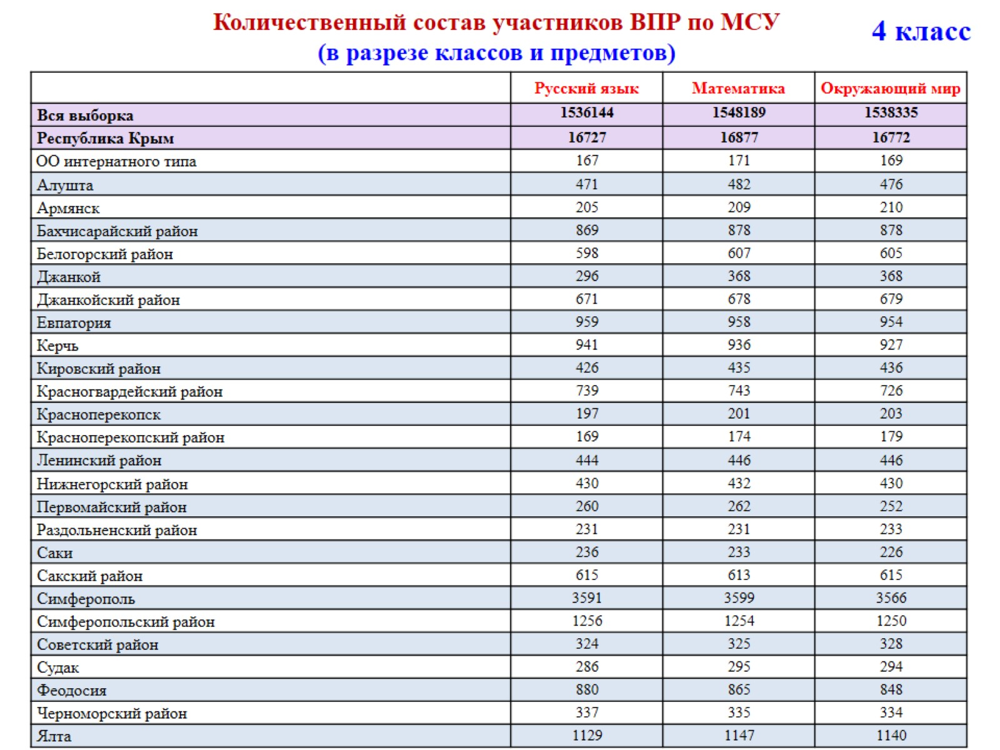 Количественный состав участников ВПР по МСУ
(в разрезе классов и предметов)
4 класс
Русский язык Математика Окружающий мир
Вся выборка 1536144 1548189 1538335
Республика Крым 16727 16877 16772
ОО интернатного типа 167 171 169
Алушта 471 482 476
Армянск 205 209 210
Бахчисарайский район 869 878 878
Белогорский район 598 607 605
Джанкой 296 368 368
Джанкойский район 671 678 679
Евпатория 959 958 954
Керчь 941 936 927
Кировский район 426 435 436
Красногвардейский район 739 743 726
Красноперекопск 197 201 203
Красноперекопский район 169 174 179
Ленинский район 444 446 446
Нижнегорский район 430 432 430
Первомайский район 260 262 252
Раздольненский район 231 231 233
Саки 236 233 226
Сакский район 615 613 615
Симферополь 3591 3599 3566
Симферопольский район 1256 1254 1250
Советский район 324 325 328
Судак 286 295 294
Феодосия 880 865 848
Черноморский район 337 335 334
Ялта 1129 1147 1140